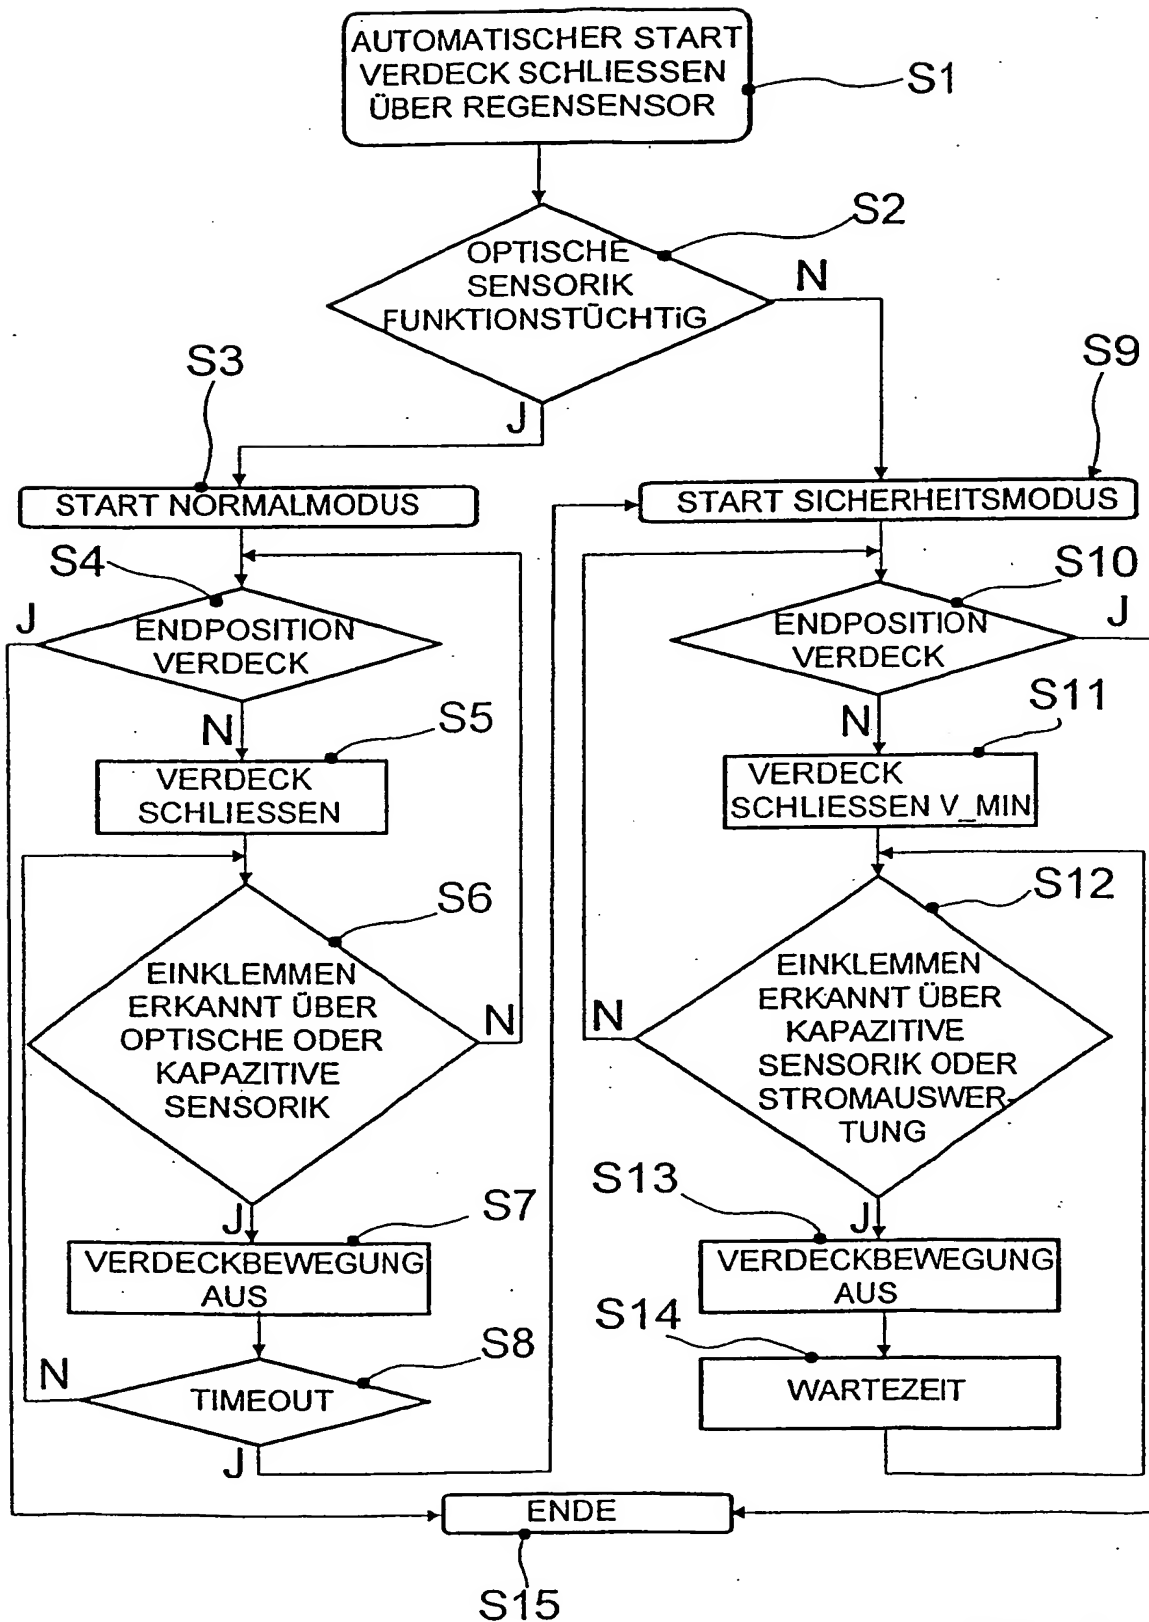 AUTOMATISCHER START
VERDECK SCHLIESSEN
ÜBER REGENSENSOR
S1
S2
OPTISCHE
SENSORIK
FUNKTIONSTÜCHTiG
N
J
S3
START NORMALMODUS
S9
START SICHERHEITSMODUS
S4
J
ENDPOSITION
VERDECK
N
S5
VERDECK
SCHLIESSEN
S6
EINKLEMMEN
ERKANNT ÜBER
OPTISCHE ODER
KAPAZITIVE
SENSORIK
N
J
S7
VERDECKBEWEGUNG
AUS
S8
N
TIMEOUT
J
S10
J
ENDPOSITION
VERDECK
N
S11
VERDECK
SCHLIESSEN V_MIN
S12
EINKLEMMEN
ERKANNT ÜBER
KAPAZITIVE
SENSORIK ODER
STROMAUSWER-
TUNG
N
J
S13
VERDECKBEWEGUNG
AUS
S14
WARTEZEIT
ENDE
S15